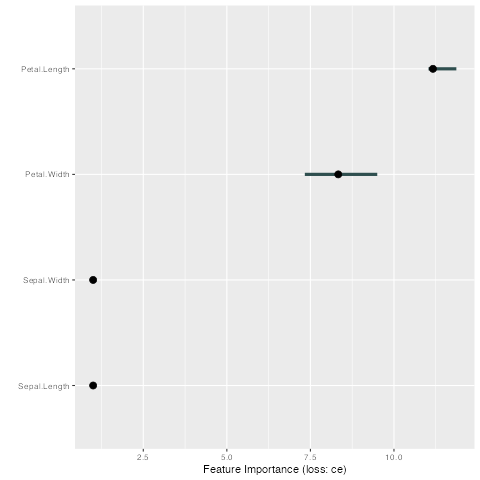 Petal.Length
Petal.Width
Sepal.Width
Sepal.Length
2.5 5.0 7.5 10.0
Feature Importance (loss: ce)